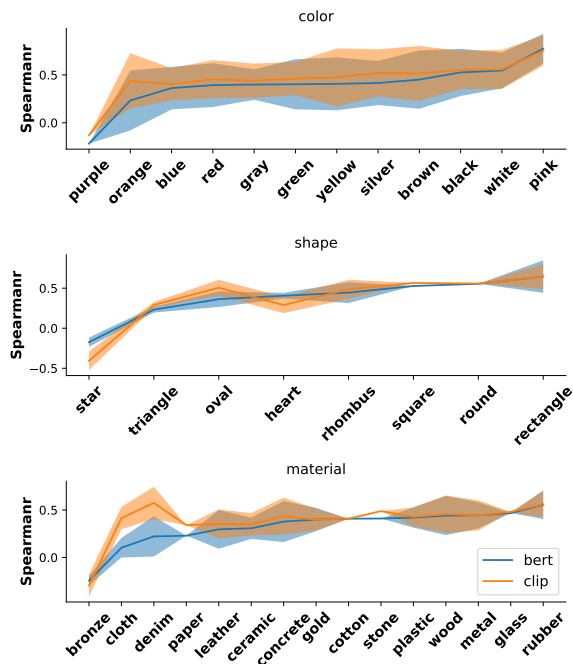 color
Spearmanr
0.5
0.0
purple orange blue red gray green yellow silver brown black white pink
shape
Spearmanr
0.5
0.0
−0.5
star triangle oval heart rhombus square round rectangle
material
Spearmanr
0.5
0.0
bert
clip
bronze cloth denim paper leather ceramic concrete gold cotton stone plastic wood metal glass rubber